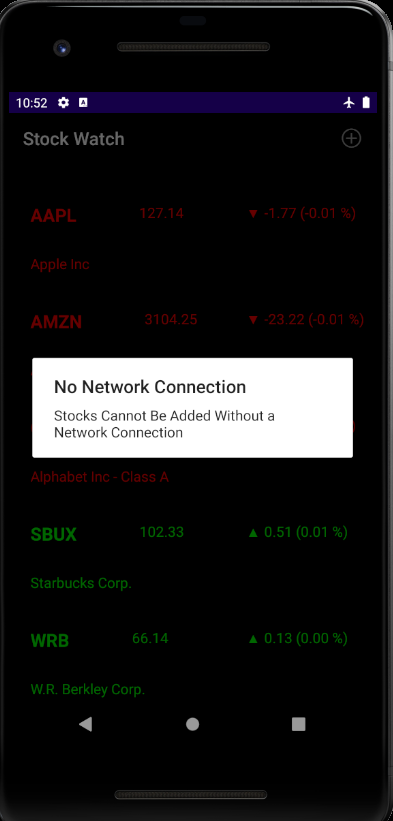 10:52
Stock Watch
AAPL 127.14 ▼ -1.77 (-0.01 %)
Apple Inc
AMZN 3104.25 ▼ -23.22 (-0.01 %)
No Network Connection
Stocks Cannot Be Added Without a
Network Connection
Alphabet Inc - Class A
SBUX 102.33 ▲ 0.51 (0.01 %)
Starbucks Corp.
WRB 66.14 ▲ 0.13 (0.00 %)
W.R. Berkley Corp.